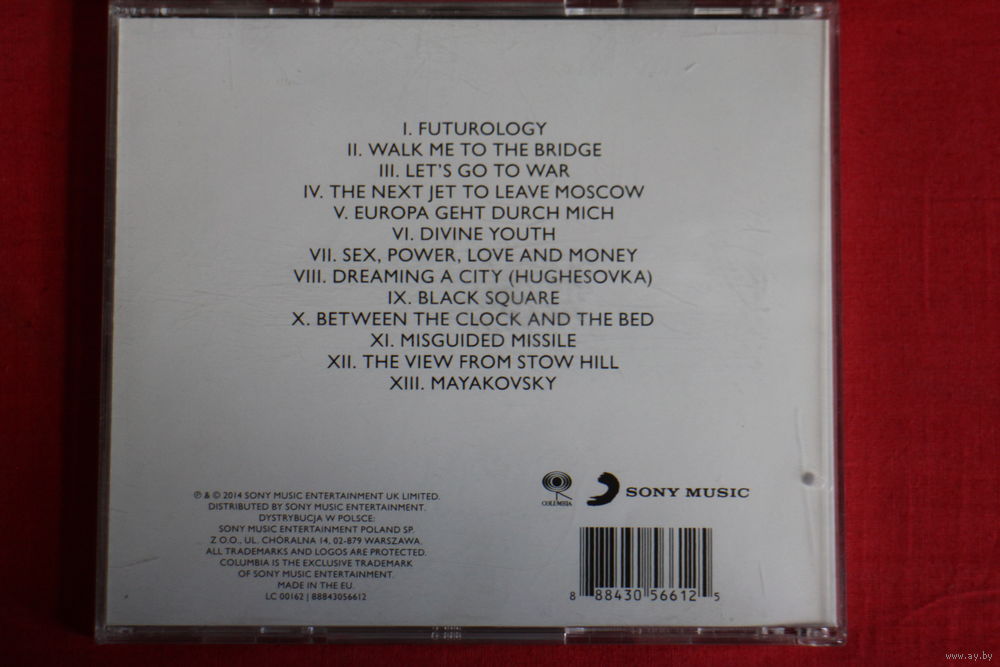 I. FUTUROLOGY
II. WALK ME TO THE BRIDGE
III. LET'S GO TO WAR
IV. THE NEXT JET TO LEAVE MOSCOW
V. EUROPA GEHT DURCH MICH
VI. DIVINE YOUTH
VII. SEX, POWER, LOVE AND MONEY
VIII. DREAMING A CITY (HUGHESOVKA)
IX. BLACK SQUARE
X. BETWEEN THE CLOCK AND THE BED
XI. MISGUIDED MISSILE
XII. THE VIEW FROM STOW HILL
XIII. MAYAKOVSKY
℗ & © 2014 SONY MUSIC ENTERTAINMENT UK LIMITED.
DISTRIBUTED BY SONY MUSIC ENTERTAINMENT.
DYSTRYBUCJA W POLSCE:
SONY MUSIC ENTERTAINMENT POLAND SP.
Z O.O., UL. CHÓRALNA 14, 02-879 WARSZAWA.
ALL TRADEMARKS AND LOGOS ARE PROTECTED.
COLUMBIA IS THE EXCLUSIVE TRADEMARK
OF SONY MUSIC ENTERTAINMENT.
MADE IN THE EU.
LC 00162 | 88843056612
COLUMBIA
SONY MUSIC
8 88430 56612 5
www.ay.by